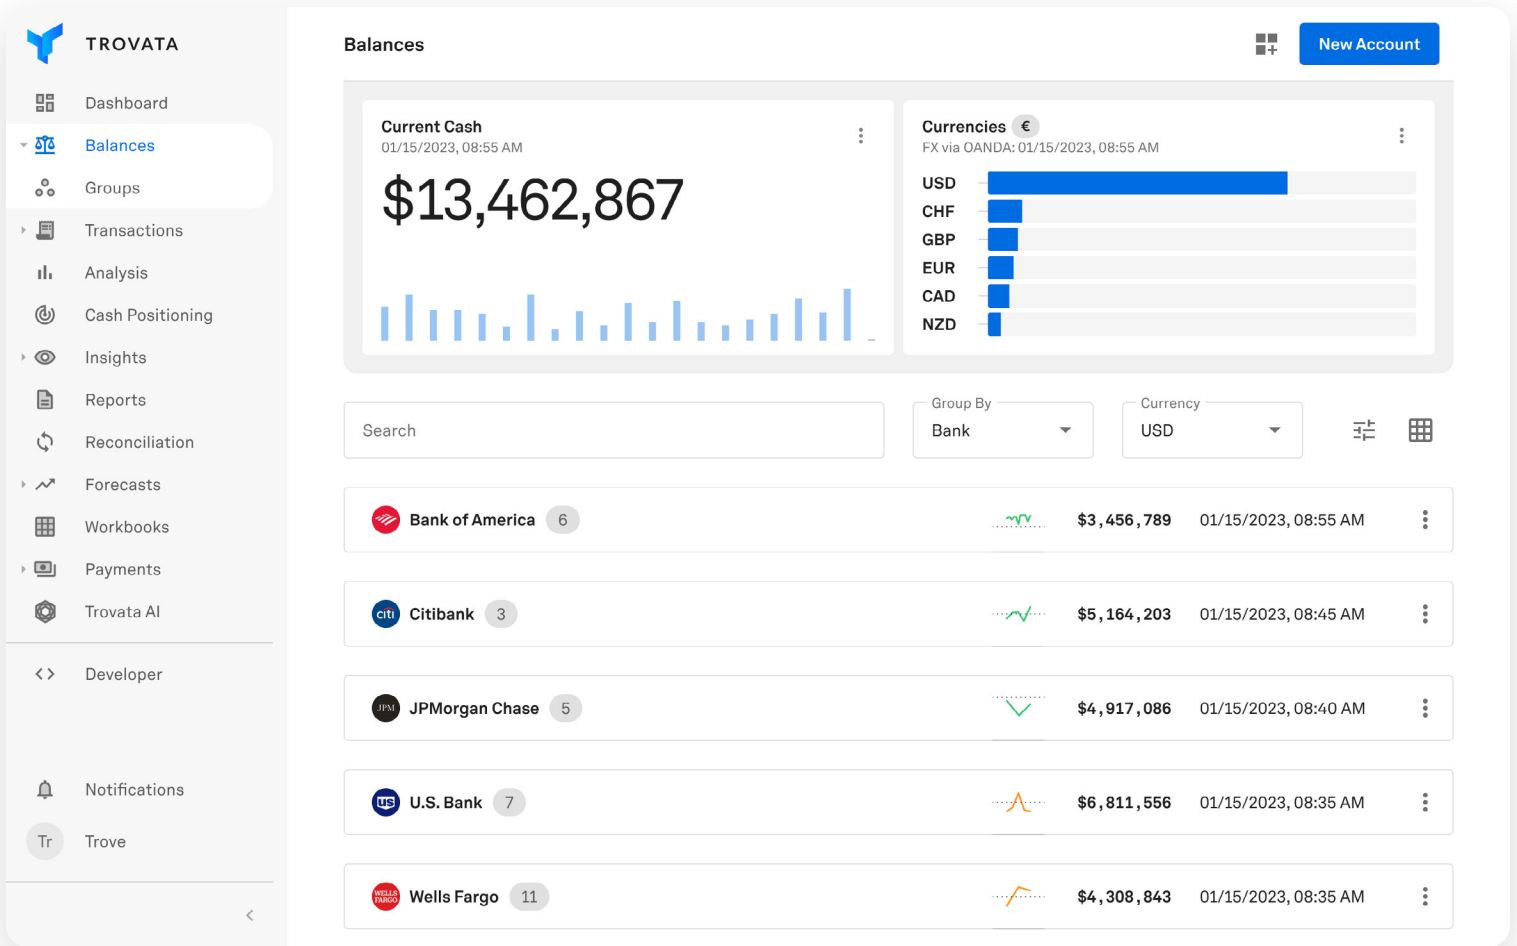 TROVATA
Dashboard
Balances
Groups
Transactions
Analysis
Cash Positioning
Insights
Reports
Reconciliation
Forecasts
Workbooks
Payments
Trovata AI
Developer
Notifications
Tr Trove
Balances
New Account
Current Cash
01/15/2023, 08:55 AM
$13,462,867
Currencies €
FX via OANDA: 01/15/2023, 08:55 AM
USD
CHF
GBP
EUR
CAD
NZD
Search
Group By
Bank
Currency
USD
Bank of America 6 $3,456,789 01/15/2023, 08:55 AM
citi Citibank 3 $5,164,203 01/15/2023, 08:45 AM
JPM JPMorgan Chase 5 $4,917,086 01/15/2023, 08:40 AM
us U.S. Bank 7 $6,811,556 01/15/2023, 08:35 AM
WELLS FARGO Wells Fargo 11 $4,308,843 01/15/2023, 08:35 AM